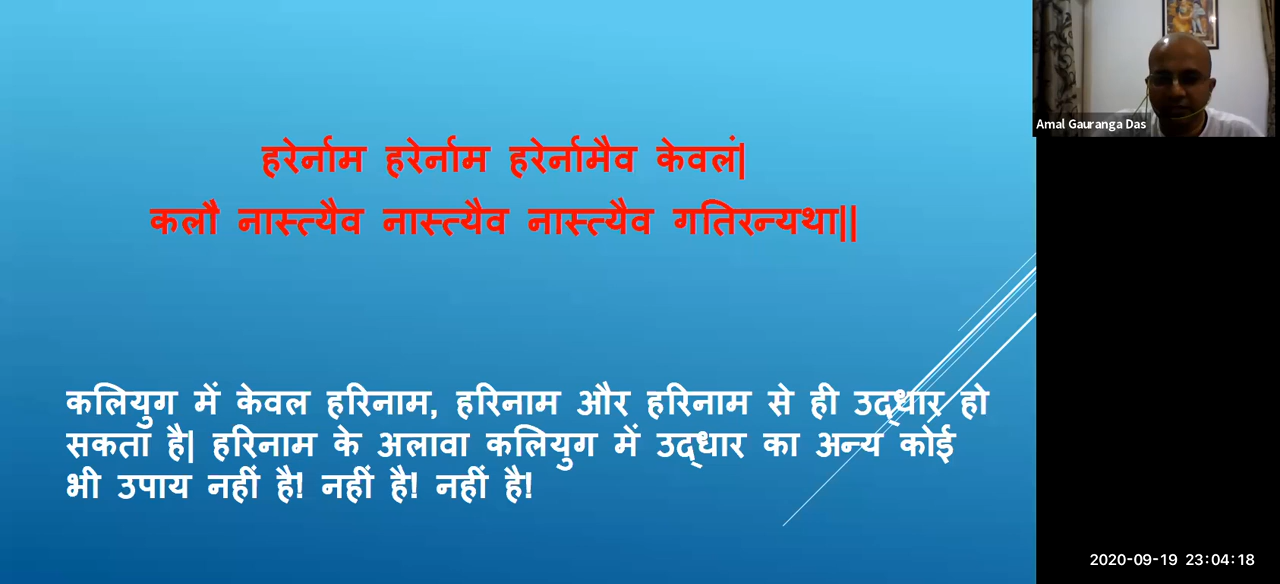 हरेर्नाम हरेर्नाम हरेर्नामैव केवलं|
कलौ नास्त्यैव नास्त्यैव नास्त्यैव गतिरन्यथा||
कलियुग में केवल हरिनाम, हरिनाम और हरिनाम से ही उद्धार हो
सकता है| हरिनाम के अलावा कलियुग में उद्धार का अन्य कोई
भी उपाय नहीं है! नहीं है! नहीं है!
Amal Gauranga Das
2020-09-19 23:04:18